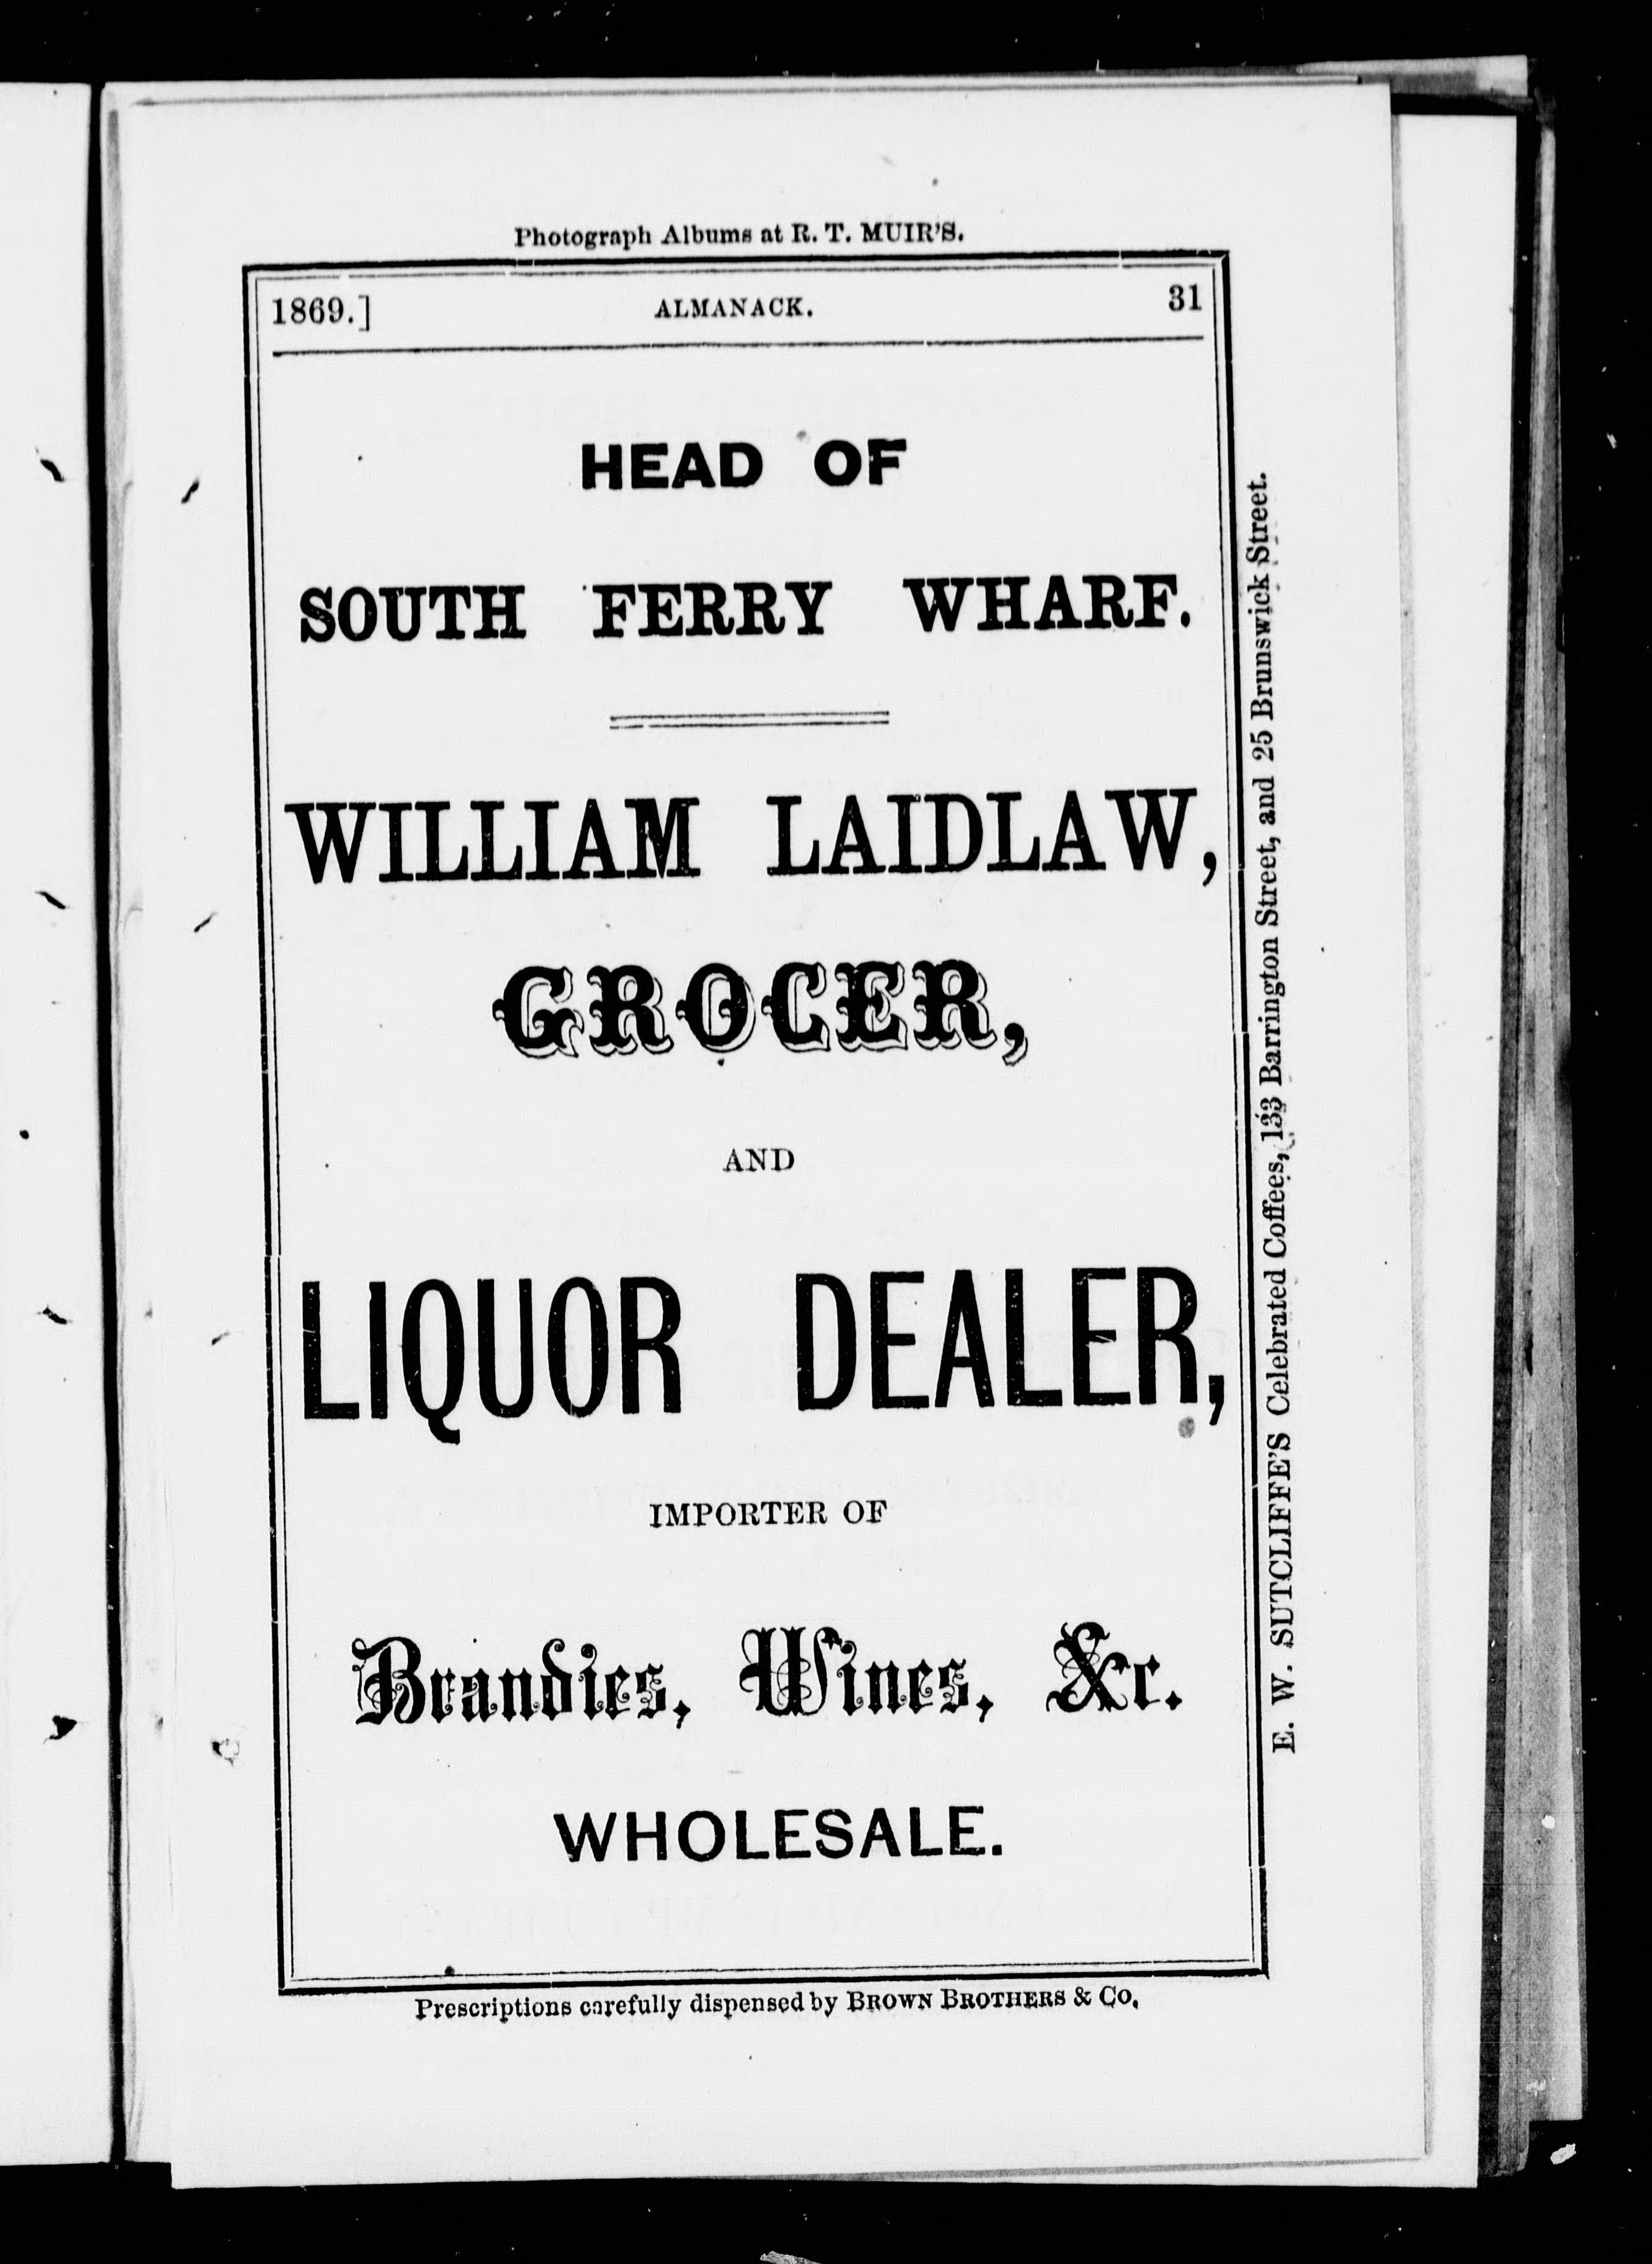 Photograph Albums at R. T. MUIR'S.
1869.] ALMANACK. 31
HEAD OF
SOUTH FERRY WHARF.
WILLIAM LAIDLAW,
GROCER,
AND
LIQUOR DEALER,
IMPORTER OF
Brandies, Wines, &c.
WHOLESALE.
Prescriptions carefully dispensed by BROWN BROTHERS & Co.
E. W. SUTCLIFFE'S Celebrated Coffees, 133 Barrington Street, and 25 Brunswick Street.